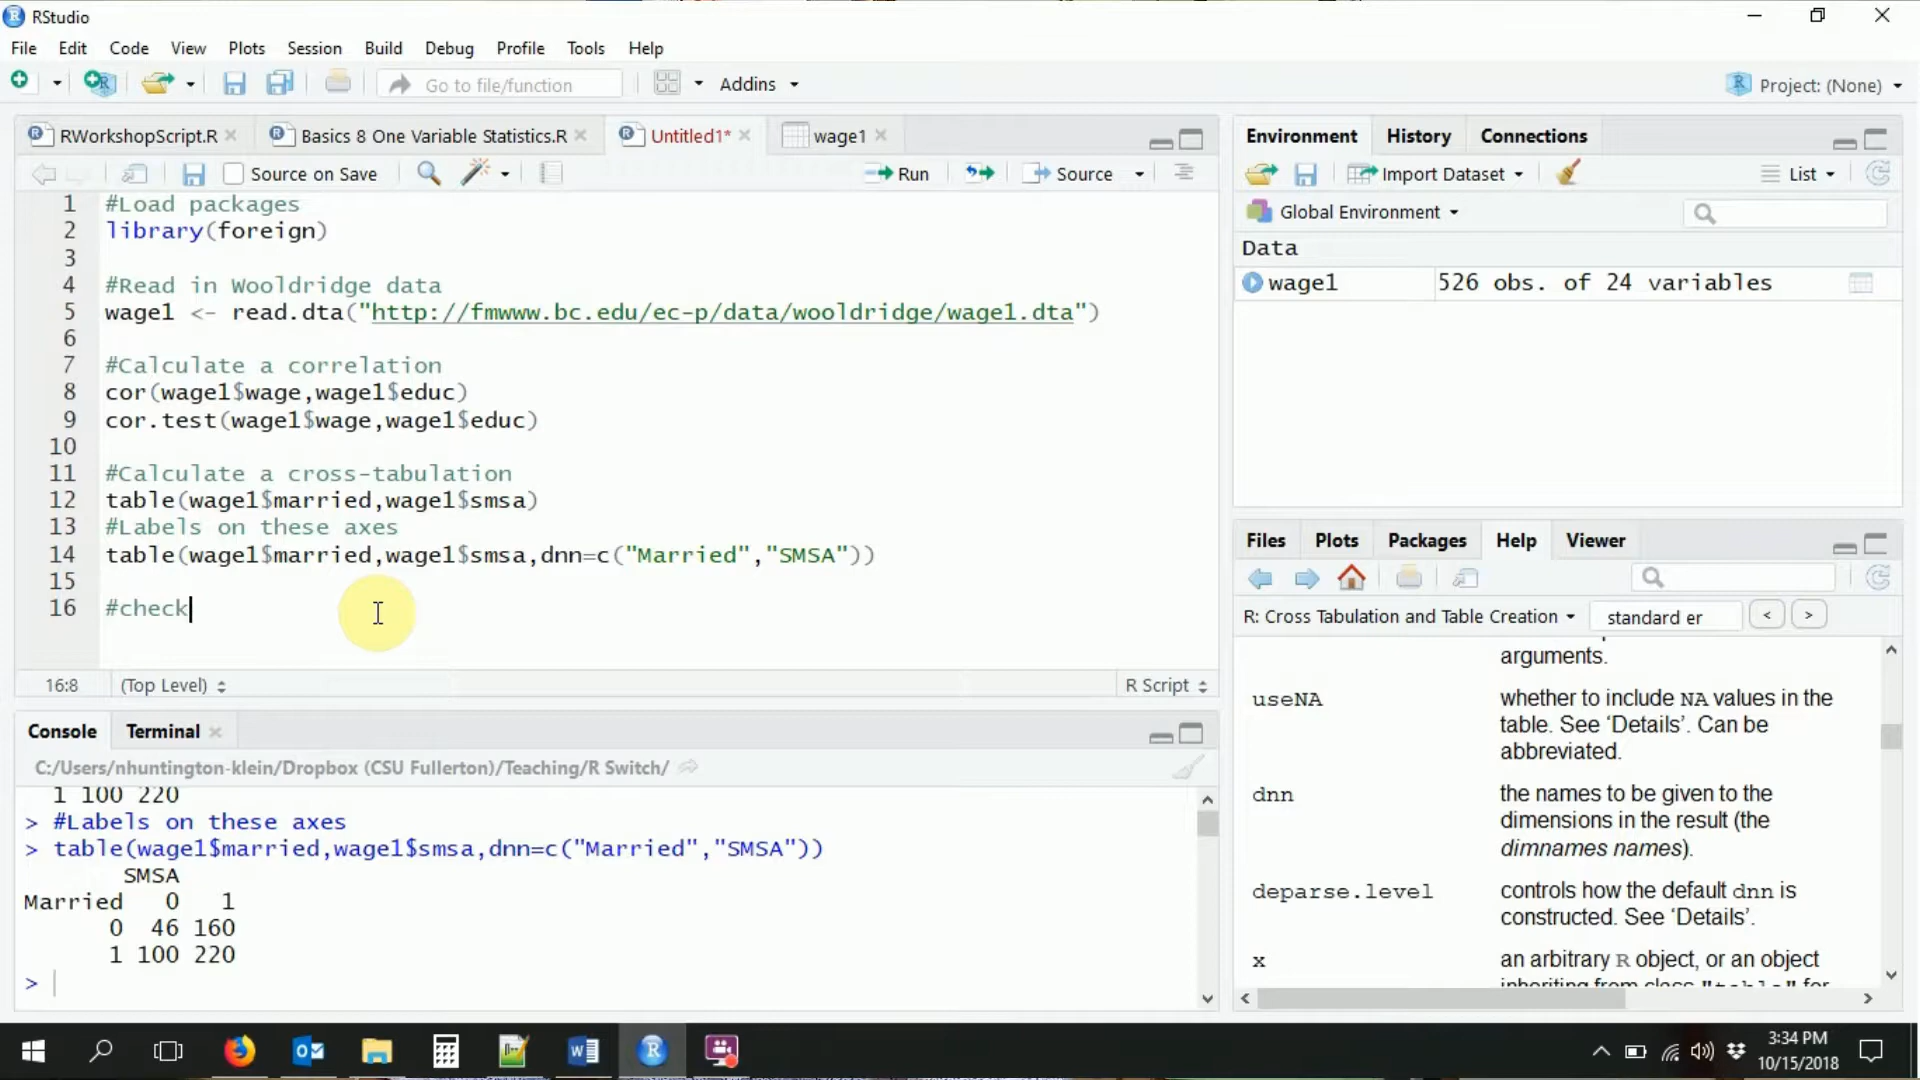 RStudio
File Edit Code View Plots Session Build Debug Profile Tools Help
Go to file/function Addins Project: (None)
RWorkshopScript.R Basics 8 One Variable Statistics.R Untitled1* wage1
Source on Save Run Source
1 #Load packages
2 library(foreign)
3
4 #Read in Wooldridge data
5 wage1 <- read.dta("http://fmwww.bc.edu/ec-p/data/wooldridge/wage1.dta")
6
7 #Calculate a correlation
8 cor(wage1$wage,wage1$educ)
9 cor.test(wage1$wage,wage1$educ)
10
11 #Calculate a cross-tabulation
12 table(wage1$married,wage1$smsa)
13 #Labels on these axes
14 table(wage1$married,wage1$smsa,dnn=c("Married","SMSA"))
15
16 #check
16:8 (Top Level) R Script
Console Terminal
C:/Users/nhuntington-klein/Dropbox (CSU Fullerton)/Teaching/R Switch/
1 100 220
> #Labels on these axes
> table(wage1$married,wage1$smsa,dnn=c("Married","SMSA"))
SMSA
Married 0 1
0 46 160
1 100 220
>
Environment History Connections
Import Dataset List
Global Environment
Data
wage1 526 obs. of 24 variables
Files Plots Packages Help Viewer
R: Cross Tabulation and Table Creation standard er < >
arguments.
useNA whether to include NA values in the
table. See ‘Details’. Can be
abbreviated.
dnn the names to be given to the
dimensions in the result (the
dimnames names).
deparse.level controls how the default dnn is
constructed. See ‘Details’.
x an arbitrary R object, or an object
inheriting from class "table" for
3:34 PM
10/15/2018